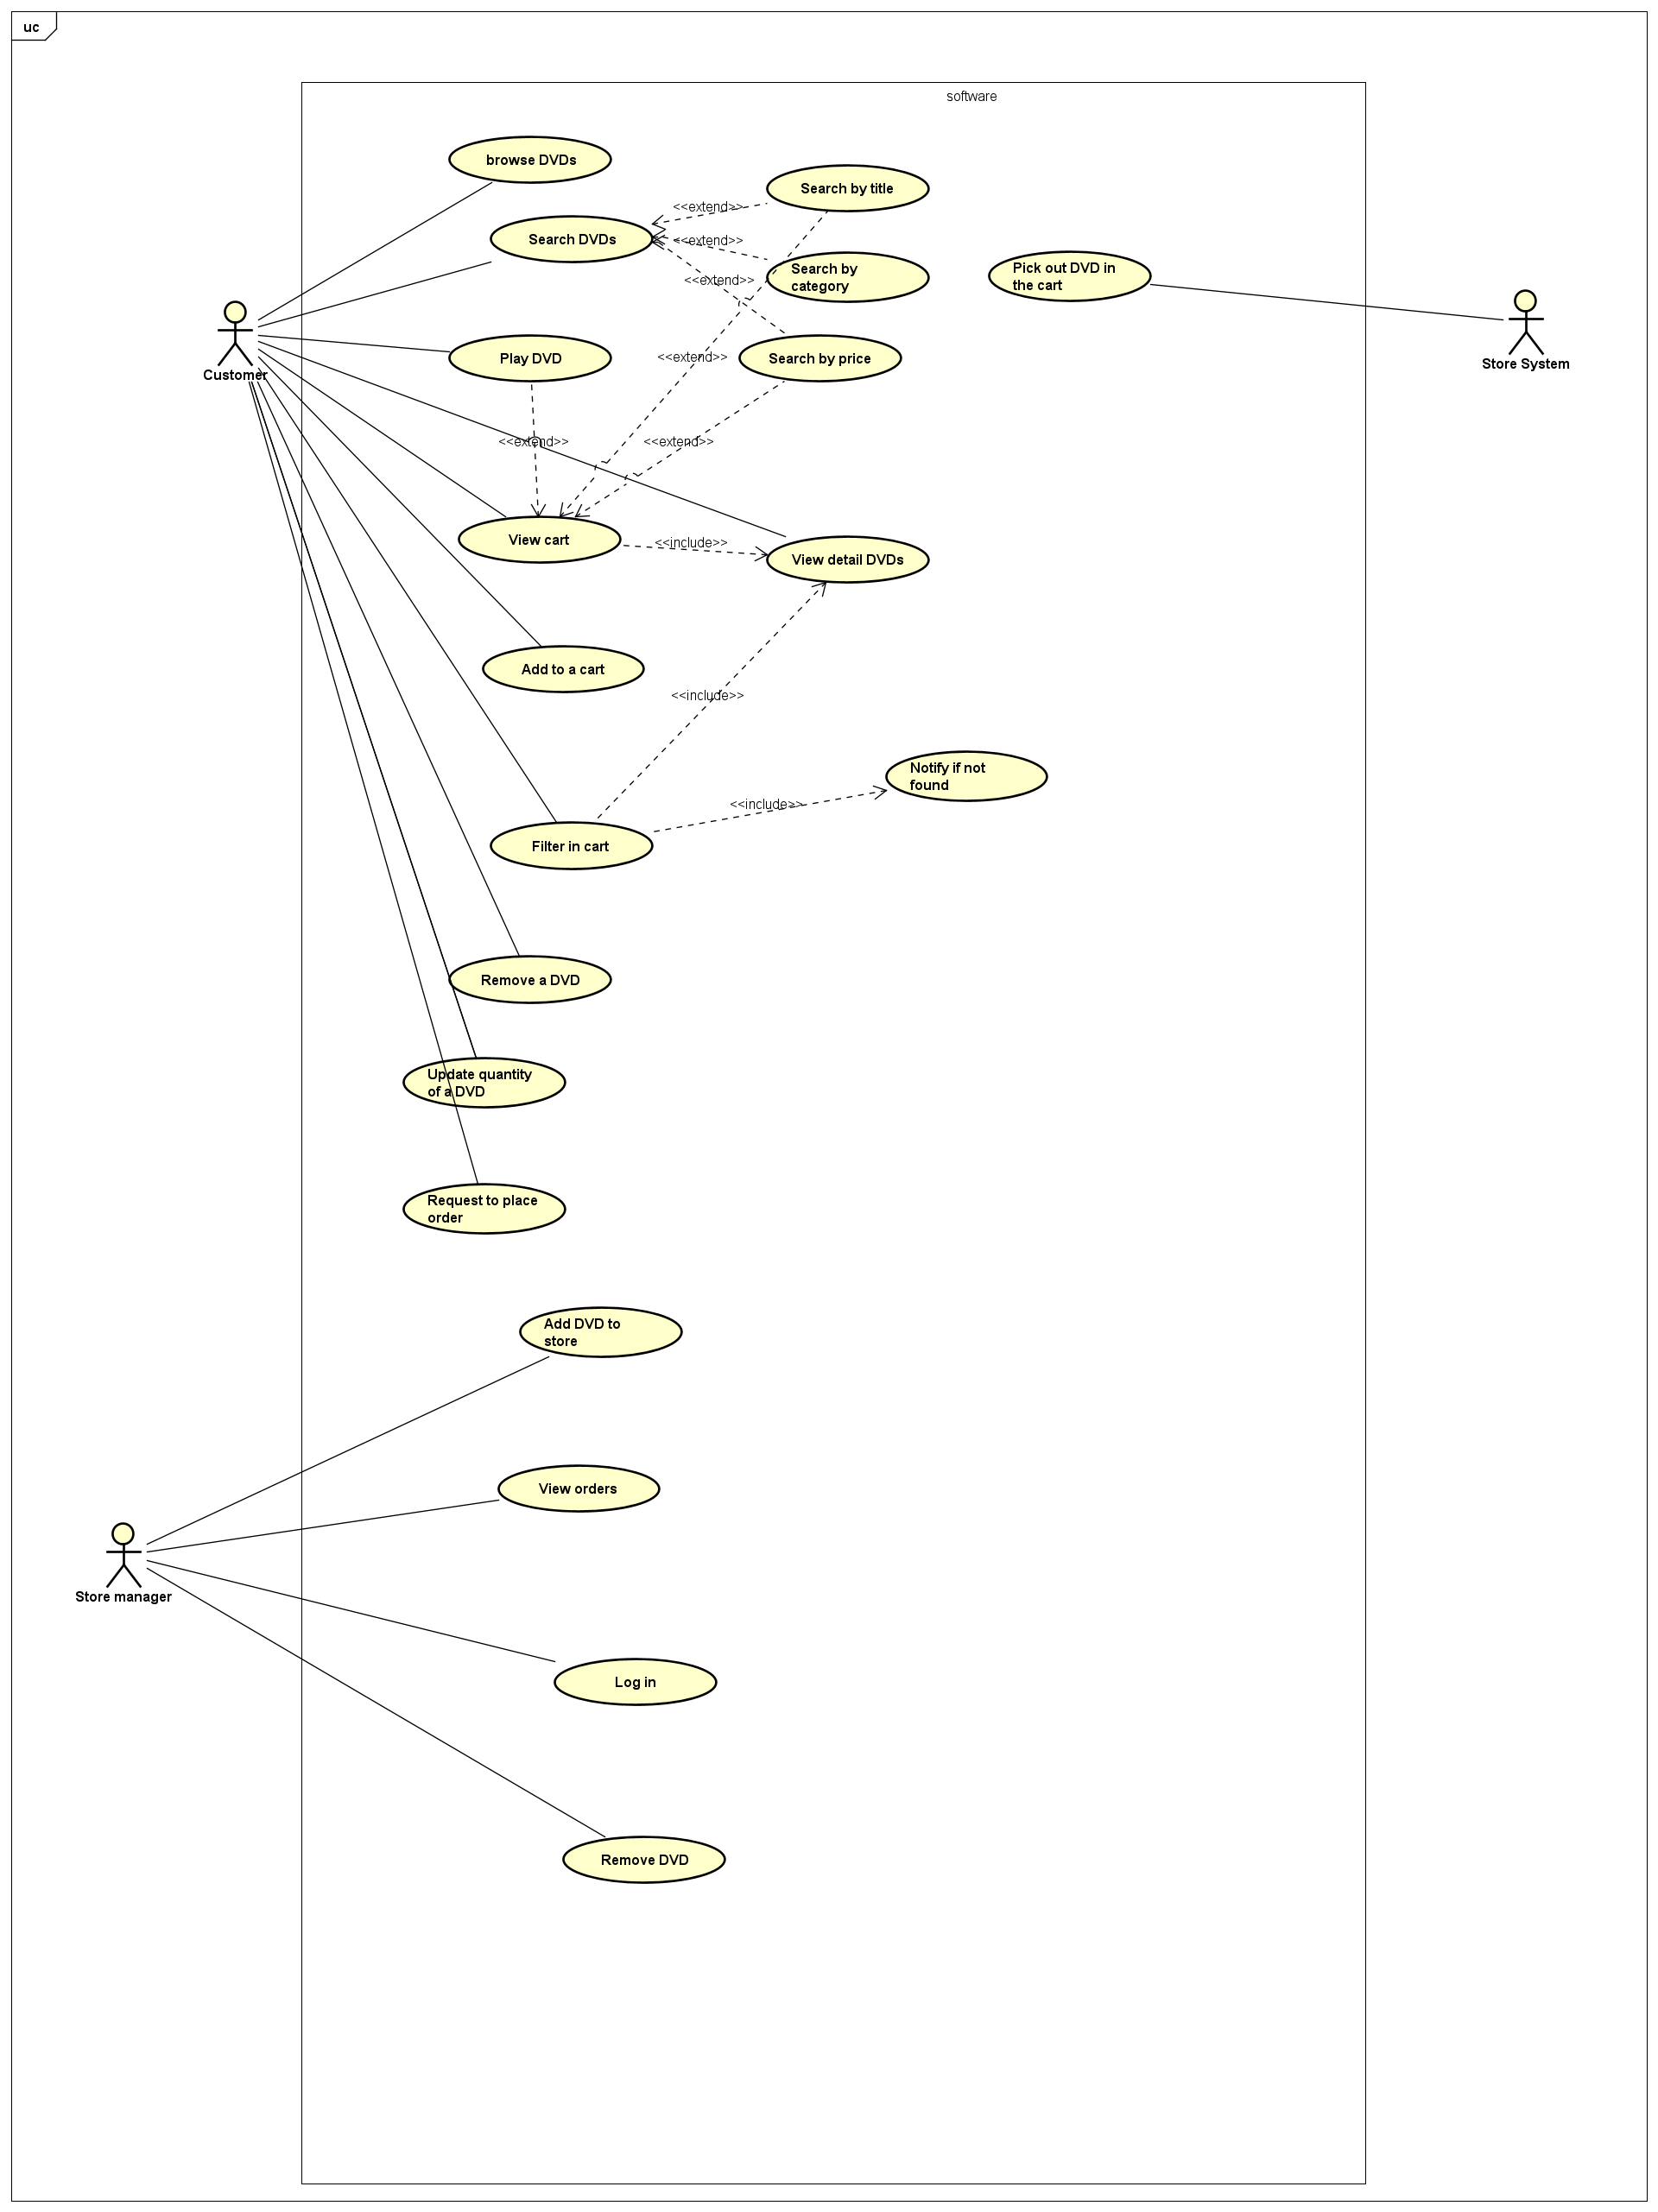 uc
software
browse DVDs
Search by title
<<extend>>
Search DVDs
<<extend>>
Search by
category
Pick out DVD in
the cart
<<extend>>
Customer
Play DVD
<<extend>>
Search by price
Store System
<<extend>>
<<extend>>
View cart
<<include>>
View detail DVDs
Add to a cart
<<include>>
Notify if not
found
<<include>>
Filter in cart
Remove a DVD
Update quantity
of a DVD
Request to place
order
Add DVD to
store
View orders
Store manager
Log in
Remove DVD